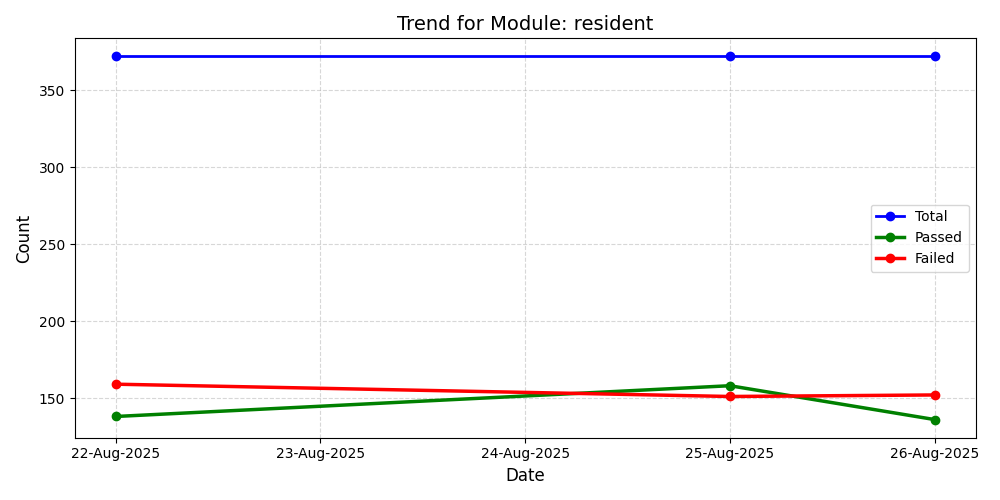 Trend for Module: resident
Count
350
300
250
200
150
Total
Passed
Failed
22-Aug-2025 23-Aug-2025 24-Aug-2025 25-Aug-2025 26-Aug-2025
Date